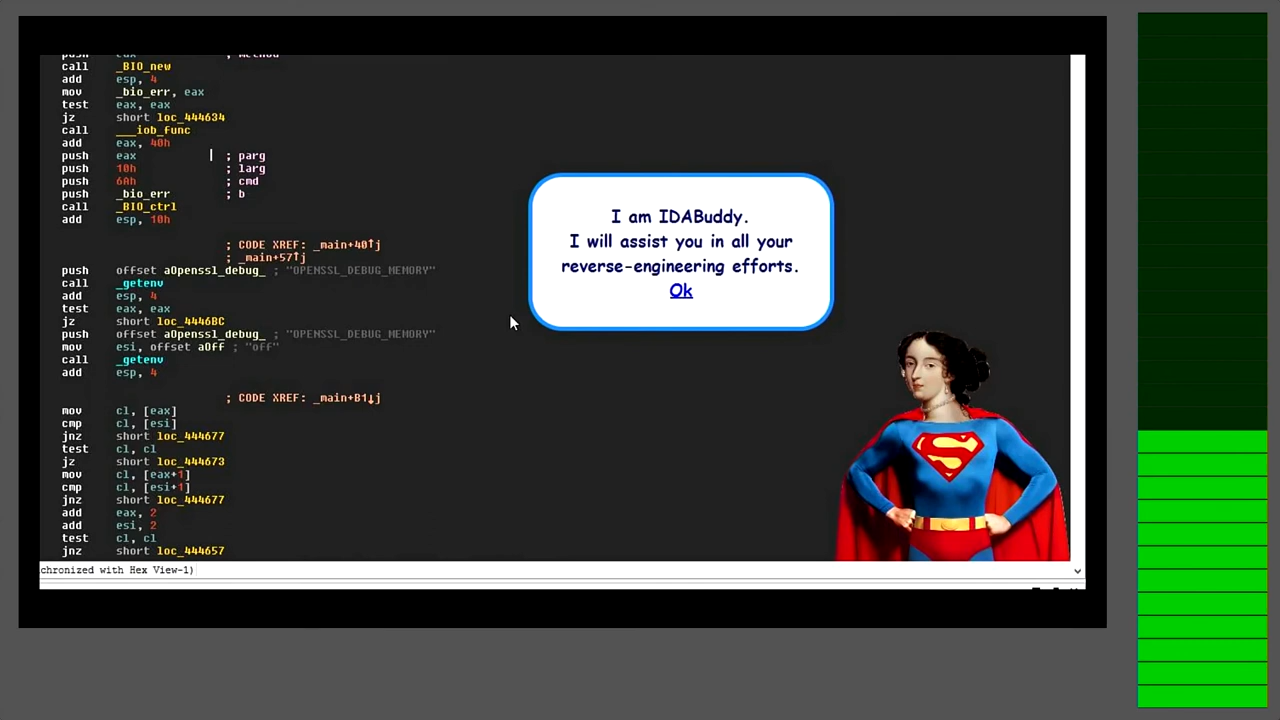 call _BIO_new
add esp, 4
mov _bio_err, eax
test eax, eax
jz short loc_444634
call ___iob_func
add eax, 40h
push eax ; parg
push 10h ; larg
push 6Ah ; cmd
push _bio_err ; b
call _BIO_ctrl
add esp, 10h
; CODE XREF: _main+40↑j
; _main+57↑j
push offset aOpenssl_debug_ ; "OPENSSL_DEBUG_MEMORY"
call _getenv
add esp, 4
test eax, eax
jz short loc_4446BC
push offset aOpenssl_debug_ ; "OPENSSL_DEBUG_MEMORY"
mov esi, offset aOff ; "off"
call _getenv
add esp, 4
; CODE XREF: _main+B1↓j
mov cl, [eax]
cmp cl, [esi]
jnz short loc_444677
test cl, cl
jz short loc_444673
mov cl, [eax+1]
cmp cl, [esi+1]
jnz short loc_444677
add eax, 2
add esi, 2
test cl, cl
jnz short loc_444657
chronized with Hex View-1)
I am IDABuddy.
I will assist you in all your
reverse-engineering efforts.
Ok